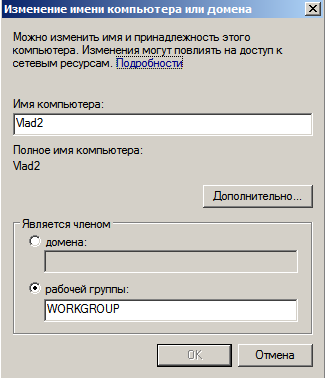 Изменение имени компьютера или домена
Можно изменить имя и принадлежность этого
компьютера. Изменения могут повлиять на доступ к
сетевым ресурсам. Подробности
Имя компьютера:
Vlad2
Полное имя компьютера:
Vlad2
Дополнительно...
Является членом
домена:
рабочей группы:
WORKGROUP
OK
Отмена